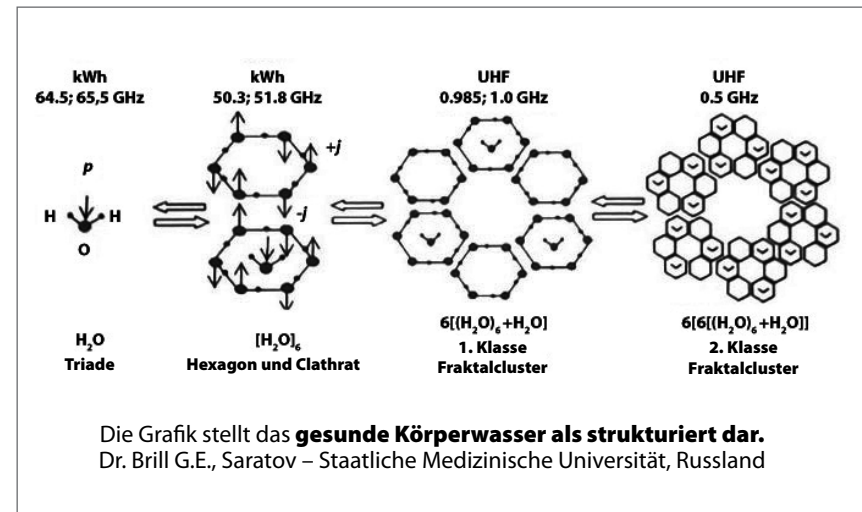 kWh
64.5; 65,5 GHz
kWh
50.3; 51.8 GHz
UHF
0.985; 1.0 GHz
UHF
0.5 GHz
p
H H
O
+j
-j
H₂O
Triade
[H₂O]₆
Hexagon und Clathrat
6[(H₂O)₆+H₂O]
1. Klasse
Fraktalcluster
6[6[(H₂O)₆+H₂O]]
2. Klasse
Fraktalcluster
Die Grafik stellt das gesunde Körperwasser als strukturiert dar.
Dr. Brill G.E., Saratov – Staatliche Medizinische Universität, Russland